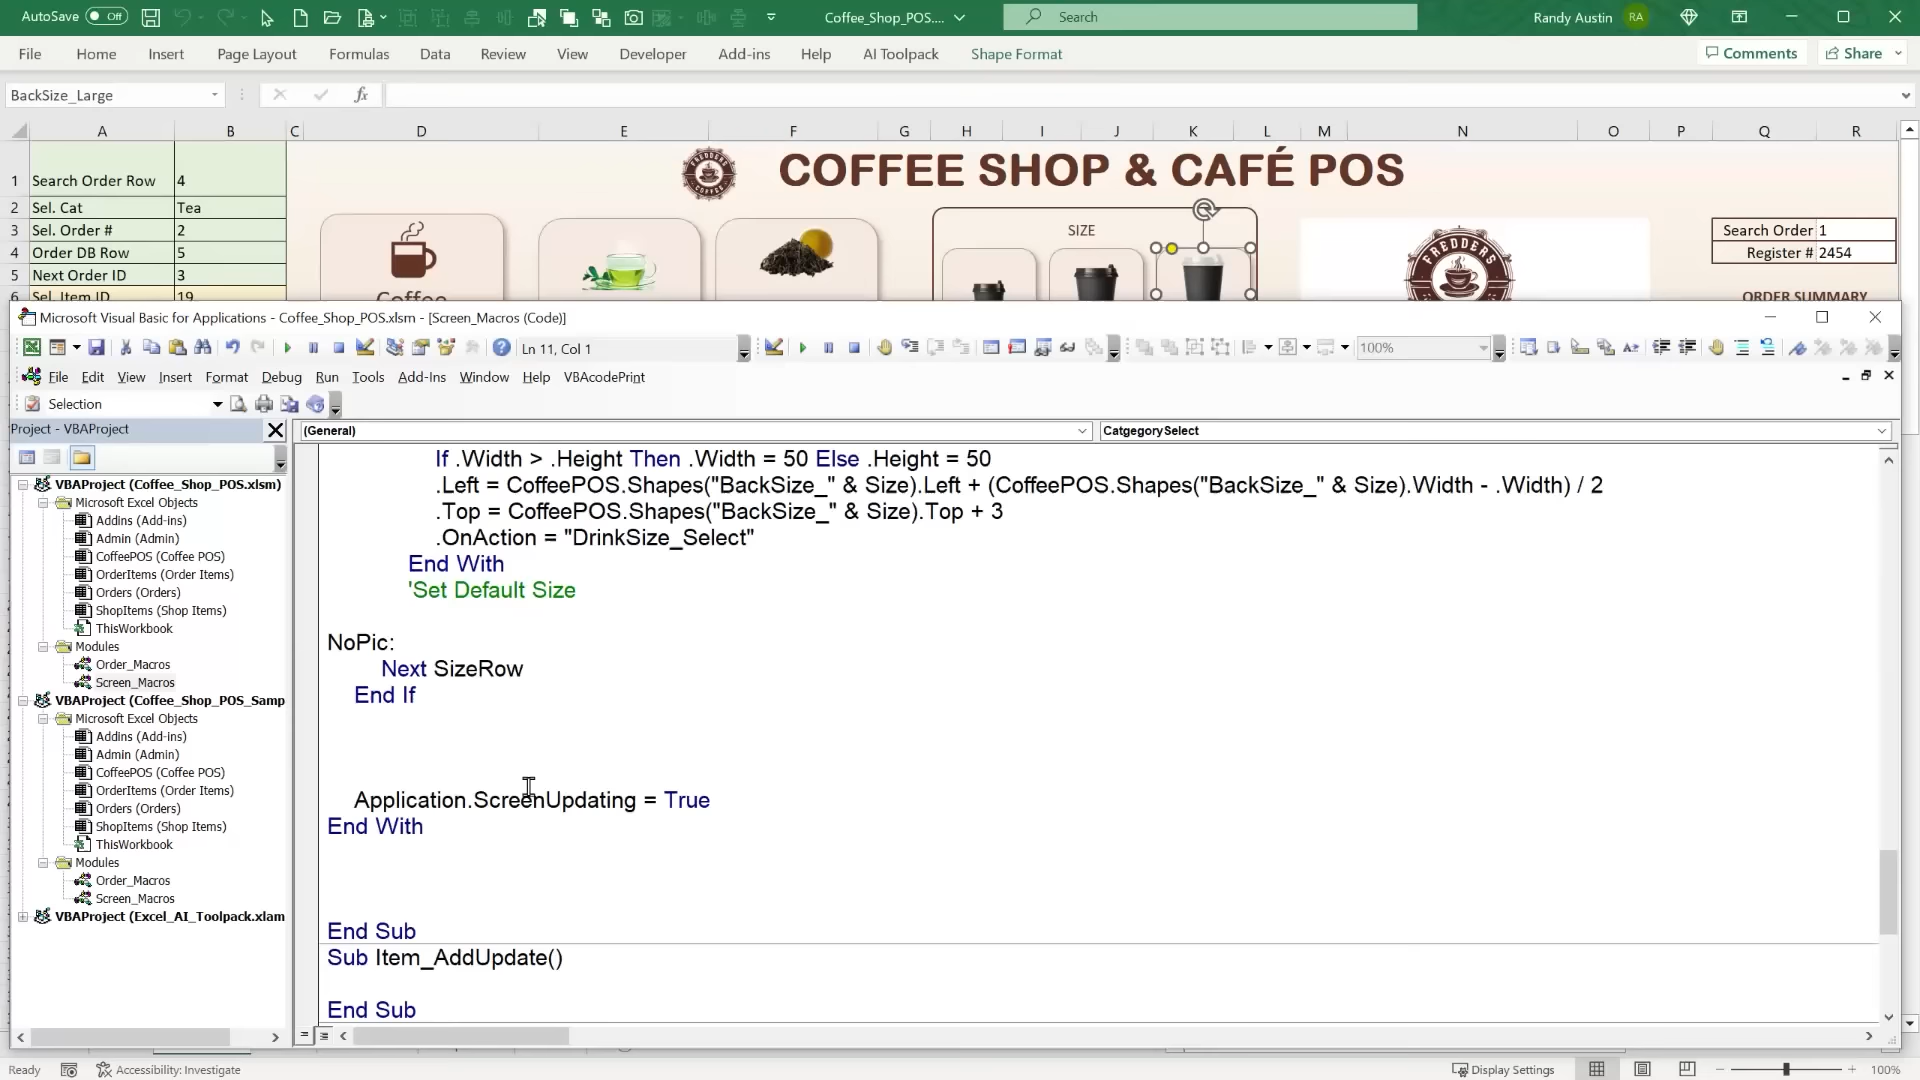 AutoSave Off Coffee_Shop_POS.... Search Randy Austin RA
File Home Insert Page Layout Formulas Data Review View Developer Add-ins Help AI Toolpack Shape Format Comments Share
BackSize_Large fx
A B C D E F G H I J K L M N O P Q R
1 Search Order Row 4
COFFEE SHOP & CAFÉ POS
2 Sel. Cat Tea
3 Sel. Order # 2 SIZE Search Order 1
4 Order DB Row 5 Register # 2454
5 Next Order ID 3
6 Sel. Item ID 19 Coffee FREDDERS ORDER SUMMARY
Microsoft Visual Basic for Applications - Coffee_Shop_POS.xlsm - [Screen_Macros (Code)]
Ln 11, Col 1 100%
File Edit View Insert Format Debug Run Tools Add-Ins Window Help VBAcodePrint
Selection
Project - VBAProject
(General) CatgegorySelect
VBAProject (Coffee_Shop_POS.xlsm)
Microsoft Excel Objects
Addins (Add-ins)
Admin (Admin)
CoffeePOS (Coffee POS)
OrderItems (Order Items)
Orders (Orders)
ShopItems (Shop Items)
ThisWorkbook
Modules
Order_Macros
Screen_Macros
VBAProject (Coffee_Shop_POS_Samp
Microsoft Excel Objects
Addins (Add-ins)
Admin (Admin)
CoffeePOS (Coffee POS)
OrderItems (Order Items)
Orders (Orders)
ShopItems (Shop Items)
ThisWorkbook
Modules
Order_Macros
Screen_Macros
VBAProject (Excel_AI_Toolpack.xlam
If .Width > .Height Then .Width = 50 Else .Height = 50
.Left = CoffeePOS.Shapes("BackSize_" & Size).Left + (CoffeePOS.Shapes("BackSize_" & Size).Width - .Width) / 2
.Top = CoffeePOS.Shapes("BackSize_" & Size).Top + 3
.OnAction = "DrinkSize_Select"
End With
'Set Default Size
NoPic:
Next SizeRow
End If
Application.ScreenUpdating = True
End With
End Sub
Sub Item_AddUpdate()
End Sub
Ready Accessibility: Investigate Display Settings 100%